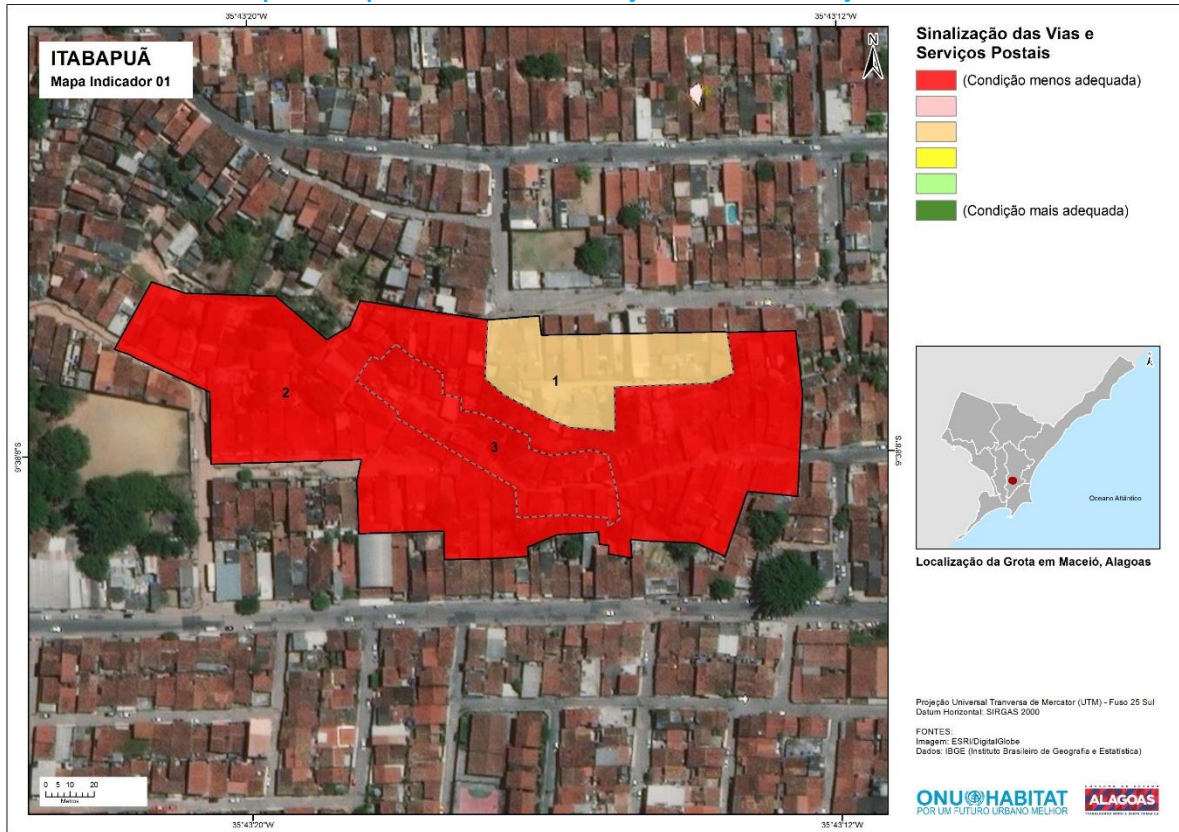 35°43'20"W
35°43'12"W
ITABAPUÃ
Mapa Indicador 01
N
1
2
3
9°38'8"S
9°38'8"S
0 5 10 20
Metros
35°43'20"W
35°43'12"W
Sinalização das Vias e
Serviços Postais
(Condição menos adequada)
(Condição mais adequada)
Oceano Atlântico
Localização da Grota em Maceió, Alagoas
Projeção Universal Tranversa de Mercator (UTM) - Fuso 25 Sul
Datum Horizontal: SIRGAS 2000
FONTES:
Imagem: ESRI/DigitalGlobe
Dados: IBGE (Instituto Brasileiro de Geografia e Estatística)
ONU HABITAT
POR UM FUTURO URBANO MELHOR
ALAGOAS